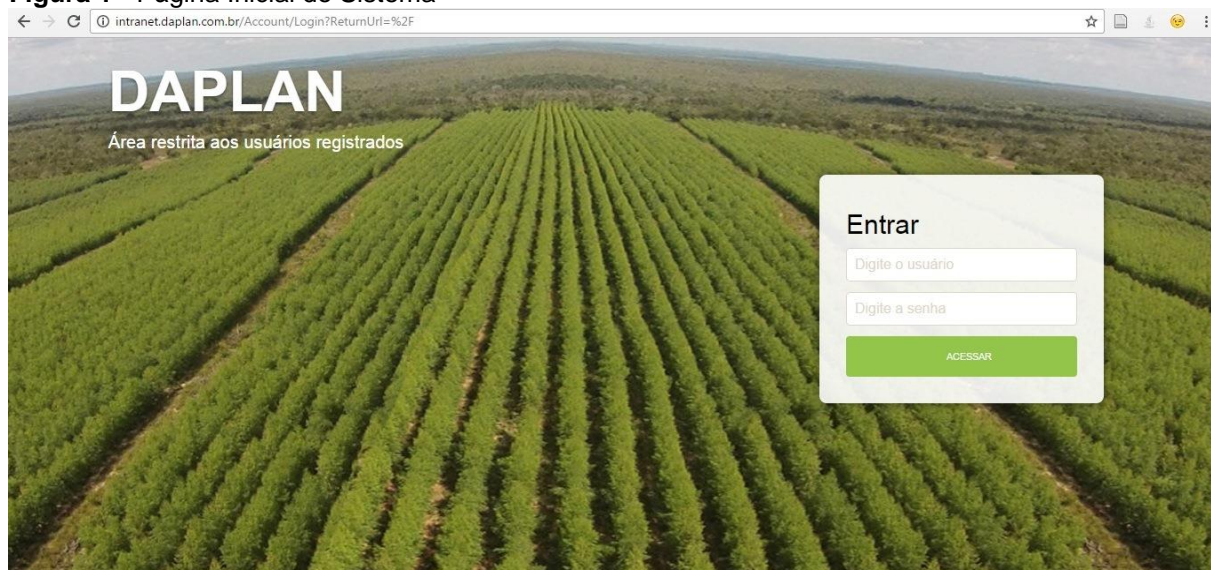 intranet.daplan.com.br/Account/Login?ReturnUrl=%2F
DAPLAN
Área restrita aos usuários registrados
Entrar
Digite o usuário
Digite a senha
ACESSAR